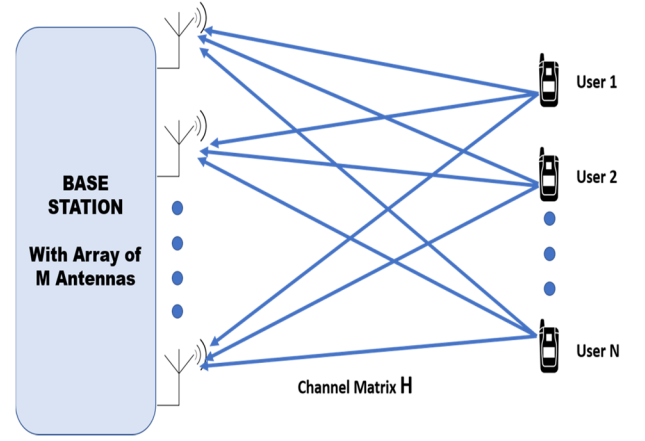 BASE
STATION
With Array of
M Antennas
User 1
User 2
User N
Channel Matrix H